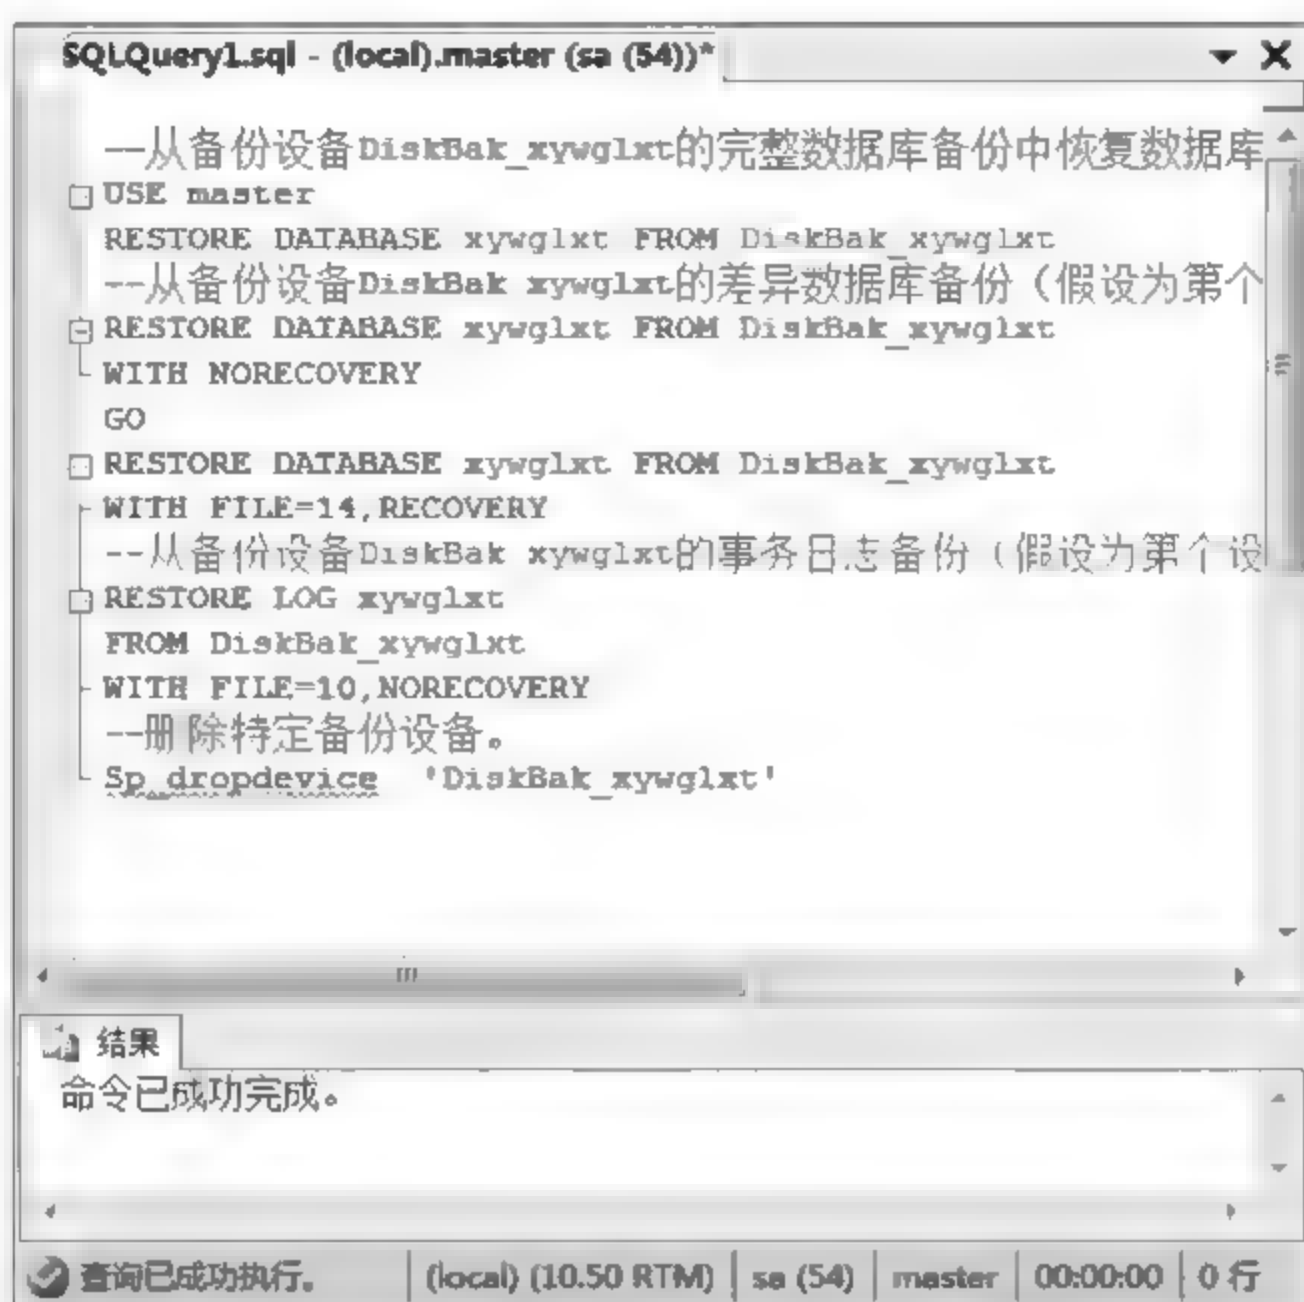 SQLQuery1.sql - (local).master (sa (54))*
--从备份设备DiskBak_xywglxt的完整数据库备份中恢复数据库
USE master
RESTORE DATABASE xywglxt FROM DiskBak_xywglxt
--从备份设备DiskBak_xywglxt的差异数据库备份（假设为第个
RESTORE DATABASE xywglxt FROM DiskBak_xywglxt
WITH NORECOVERY
GO
RESTORE DATABASE xywglxt FROM DiskBak_xywglxt
WITH FILE=14,RECOVERY
--从备份设备DiskBak_xywglxt的事务日志备份（假设为第个设
RESTORE LOG xywglxt
FROM DiskBak_xywglxt
WITH FILE=10,NORECOVERY
--删除特定备份设备。
Sp_dropdevice 'DiskBak_xywglxt'
结果
命令已成功完成。
查询已成功执行。 (local) (10.50 RTM) sa (54) master 00:00:00 0 行